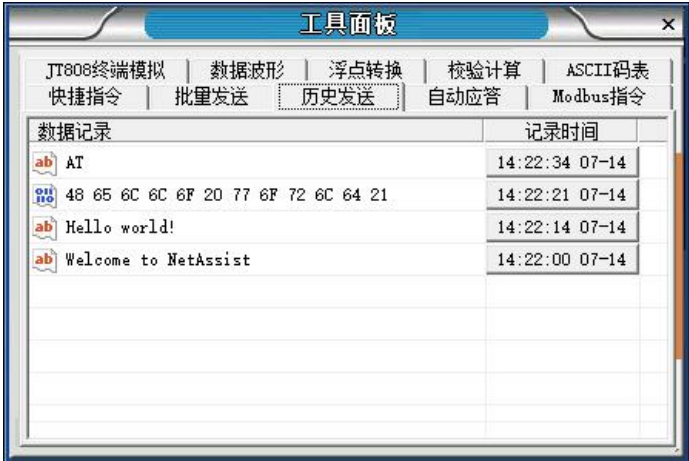 工具面板
JT808终端模拟 数据波形 浮点转换 校验计算 ASCII码表
快捷指令 批量发送 历史发送 自动应答 Modbus指令
数据记录 记录时间
ab AT 14:22:34 07-14
011 110 48 65 6C 6C 6F 20 77 6F 72 6C 64 21 14:22:21 07-14
ab Hello world! 14:22:14 07-14
ab Welcome to NetAssist 14:22:00 07-14